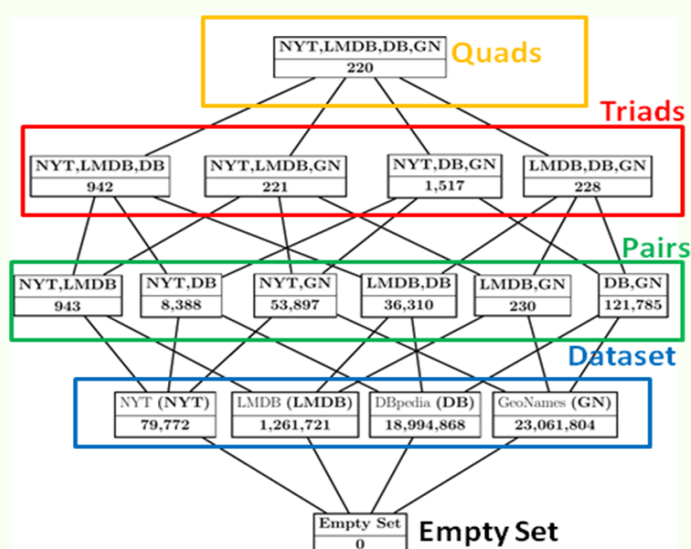 NYT,LMDB,DB,GN
220
Quads
Triads
NYT,LMDB,DB
942
NYT,LMDB,GN
221
NYT,DB,GN
1,517
LMDB,DB,GN
228
Pairs
NYT,LMDB
943
NYT,DB
8,388
NYT,GN
53,897
LMDB,DB
36,310
LMDB,GN
230
DB,GN
121,785
Dataset
NYT (NYT)
79,772
LMDB (LMDB)
1,261,721
DBpedia (DB)
18,994,868
GeoNames (GN)
23,061,804
Empty Set
0
Empty Set